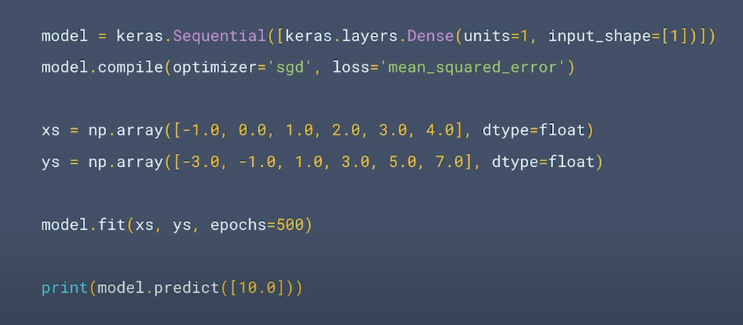 model = keras.Sequential([keras.layers.Dense(units=1, input_shape=[1])])
model.compile(optimizer='sgd', loss='mean_squared_error')
xs = np.array([-1.0, 0.0, 1.0, 2.0, 3.0, 4.0], dtype=float)
ys = np.array([-3.0, -1.0, 1.0, 3.0, 5.0, 7.0], dtype=float)
model.fit(xs, ys, epochs=500)
print(model.predict([10.0]))